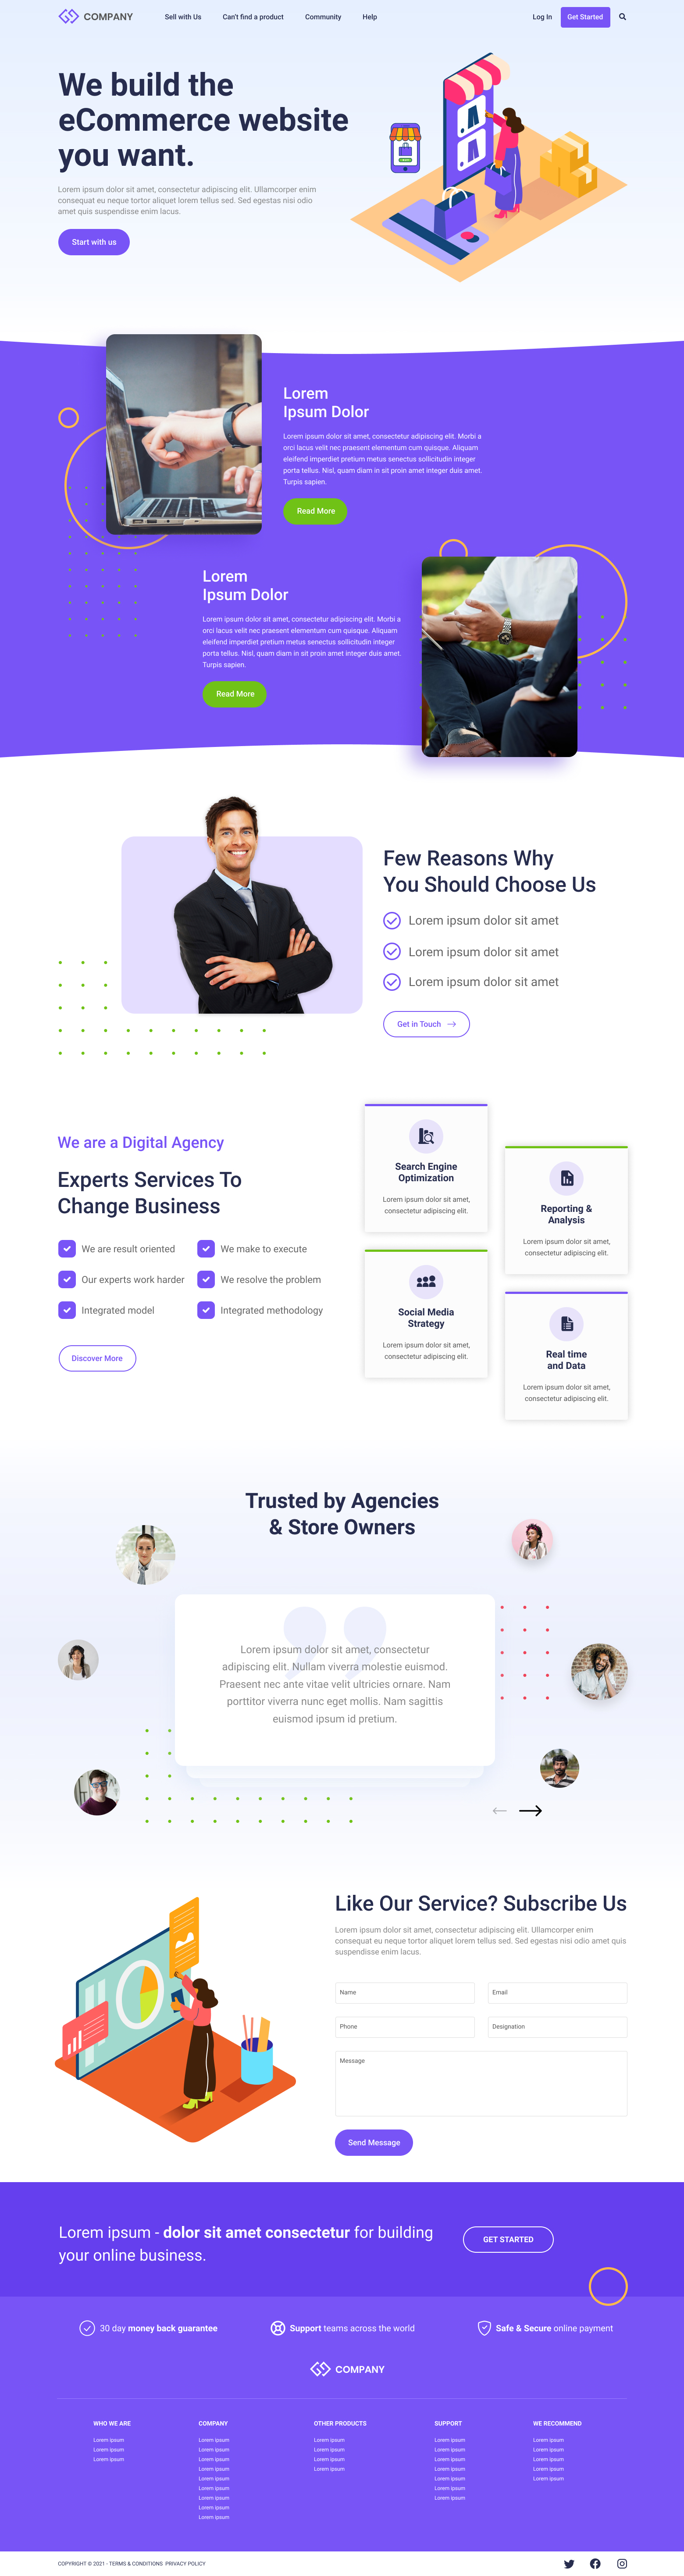 COMPANY
Sell with Us
Can't find a product
Community
Help
Log In
Get Started
We build the
eCommerce website
you want.
Lorem ipsum dolor sit amet, consectetur adipiscing elit. Ullamcorper enim
consequat eu neque tortor aliquet lorem tellus sed. Sed egestas nisi odio
amet quis suspendisse enim lacus.
Start with us
Lorem
Ipsum Dolor
Lorem ipsum dolor sit amet, consectetur adipiscing elit. Morbi a
orci lacus velit nec praesent elementum cum quisque. Aliquam
eleifend imperdiet pretium metus senectus sollicitudin integer
porta tellus. Nisl, quam diam in sit proin amet integer duis amet.
Turpis sapien.
Read More
Lorem
Ipsum Dolor
Lorem ipsum dolor sit amet, consectetur adipiscing elit. Morbi a
orci lacus velit nec praesent elementum cum quisque. Aliquam
eleifend imperdiet pretium metus senectus sollicitudin integer
porta tellus. Nisl, quam diam in sit proin amet integer duis amet.
Turpis sapien.
Read More
Few Reasons Why
You Should Choose Us
Lorem ipsum dolor sit amet
Lorem ipsum dolor sit amet
Lorem ipsum dolor sit amet
Get in Touch
We are a Digital Agency
Experts Services To
Change Business
We are result oriented
We make to execute
Our experts work harder
We resolve the problem
Integrated model
Integrated methodology
Discover More
Search Engine
Optimization
Lorem ipsum dolor sit amet,
consectetur adipiscing elit.
Reporting &
Analysis
Lorem ipsum dolor sit amet,
consectetur adipiscing elit.
Social Media
Strategy
Lorem ipsum dolor sit amet,
consectetur adipiscing elit.
Real time
and Data
Lorem ipsum dolor sit amet,
consectetur adipiscing elit.
Trusted by Agencies
& Store Owners
Lorem ipsum dolor sit amet, consectetur
adipiscing elit. Nullam viverra molestie euismod.
Praesent nec ante vitae velit ultricies ornare. Nam
porttitor viverra nunc eget mollis. Nam sagittis
euismod ipsum id pretium.
Like Our Service? Subscribe Us
Lorem ipsum dolor sit amet, consectetur adipiscing elit. Ullamcorper enim
consequat eu neque tortor aliquet lorem tellus sed. Sed egestas nisi odio amet quis
suspendisse enim lacus.
Name
Email
Phone
Designation
Message
Send Message
Lorem ipsum - dolor sit amet consectetur for building
your online business.
GET STARTED
30 day money back guarantee
Support teams across the world
Safe & Secure online payment
COMPANY
WHO WE ARE
Lorem ipsum
Lorem ipsum
Lorem ipsum
COMPANY
Lorem ipsum
Lorem ipsum
Lorem ipsum
Lorem ipsum
Lorem ipsum
Lorem ipsum
Lorem ipsum
Lorem ipsum
Lorem ipsum
OTHER PRODUCTS
Lorem ipsum
Lorem ipsum
Lorem ipsum
Lorem ipsum
SUPPORT
Lorem ipsum
Lorem ipsum
Lorem ipsum
Lorem ipsum
Lorem ipsum
Lorem ipsum
Lorem ipsum
WE RECOMMEND
Lorem ipsum
Lorem ipsum
Lorem ipsum
Lorem ipsum
Lorem ipsum
COPYRIGHT © 2021 - TERMS & CONDITIONS PRIVACY POLICY